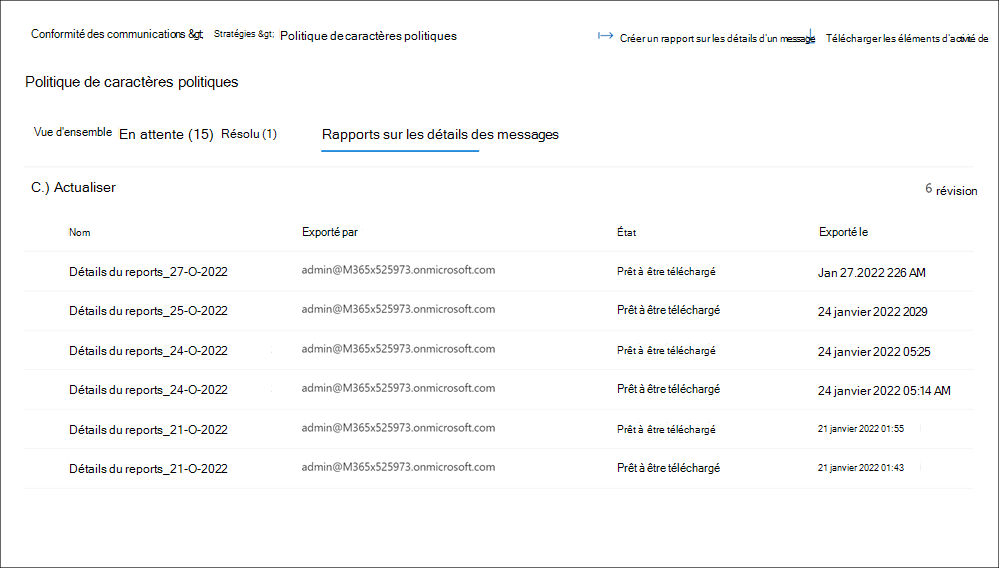 Conformité des communications &gt; Stratégies &gt; Politique de caractères politiques Créer un rapport sur les détails d'un message Télécharger les éléments d'activité de
Politique de caractères politiques
Vue d'ensemble En attente (15) Résolu (1) Rapports sur les détails des messages
C.) Actualiser 6 révision
Nom Exporté par État Exporté le
Détails du reports_27-O-2022 admin@M365x525973.onmicrosoft.com Prêt à être téléchargé Jan 27.2022 226 AM
Détails du reports_25-O-2022 admin@M365x525973.onmicrosoft.com Prêt à être téléchargé 24 janvier 2022 2029
Détails du reports_24-O-2022 admin@M365x525973.onmicrosoft.com Prêt à être téléchargé 24 janvier 2022 0525
Détails du reports_24-O-2022 admin@M365x525973.onmicrosoft.com Prêt à être téléchargé 24 janvier 2022 05:14 AM
Détails du reports_21-O-2022 admin@M365x525973.onmicrosoft.com Prêt à être téléchargé 21 janvier 2022 01:55
Détails du reports_21-O-2022 admin@M365x525973.onmicrosoft.com Prêt à être téléchargé 21 janvier 2022 01:43